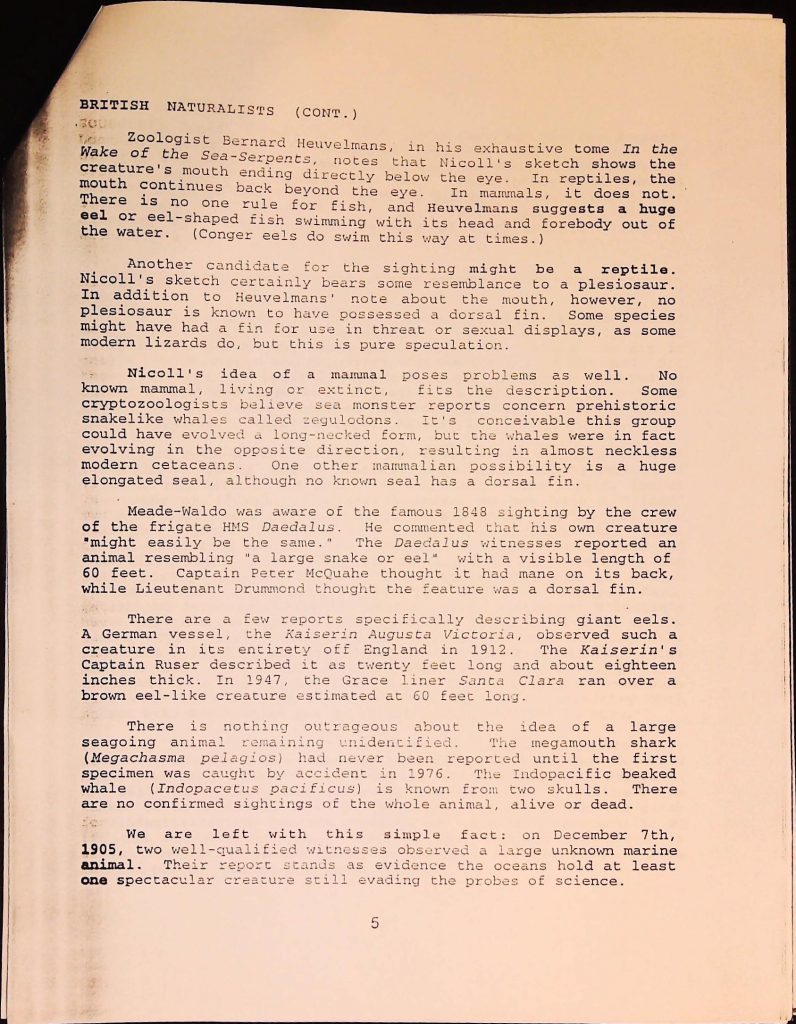 BRITISH NATURALISTS (CONT.)
Zoologist Bernard Heuvelmans, in his exhaustive tome In the
Wake of the Sea-Serpents, notes that Nicoll's sketch shows the
creature's mouth ending directly below the eye. In reptiles, the
mouth continues back beyond the eye. In mammals, it does not.
There is no one rule for fish, and Heuvelmans suggests a huge
eel or eel-shaped fish swimming with its head and forebody out of
the water. (Conger eels do swim this way at times.)
Another candidate for the sighting might be a reptile.
Nicoll's sketch certainly bears some resemblance to a plesiosaur.
In addition to Heuvelmans' note about the mouth, however, no
plesiosaur is known to have possessed a dorsal fin. Some species
might have had a fin for use in threat or sexual displays, as some
modern lizards do, but this is pure speculation.
Nicoll's idea of a mammal poses problems as well. No
known mammal, living or extinct, fits the description. Some
cryptozoologists believe sea monster reports concern prehistoric
snakelike whales called zegulodons. It's conceivable this group
could have evolved a long-necked form, but the whales were in fact
evolving in the opposite direction, resulting in almost neckless
modern cetaceans. One other mammalian possibility is a huge
elongated seal, although no known seal has a dorsal fin.
Meade-Waldo was aware of the famous 1848 sighting by the crew
of the frigate HMS Daedalus. He commented that his own creature
"might easily be the same." The Daedalus witnesses reported an
animal resembling "a large snake or eel" with a visible length of
60 feet. Captain Peter McQuahe thought it had mane on its back,
while Lieutenant Drummond thought the feature was a dorsal fin.
There are a few reports specifically describing giant eels.
A German vessel, the Kaiserin Augusta Victoria, observed such a
creature in its entirety off England in 1912. The Kaiserin's
Captain Ruser described it as twenty feet long and about eighteen
inches thick. In 1947, the Grace liner Santa Clara ran over a
brown eel-like creature estimated at 60 feet long.
There is nothing outrageous about the idea of a large
seagoing animal remaining unidentified. The megamouth shark
(Megachasma pelagios) had never been reported until the first
specimen was caught by accident in 1976. The Indopacific beaked
whale (Indopacetus pacificus) is known from two skulls. There
are no confirmed sightings of the whole animal, alive or dead.
We are left with this simple fact: on December 7th,
1905, two well-qualified witnesses observed a large unknown marine
animal. Their report stands as evidence the oceans hold at least
one spectacular creature still evading the probes of science.
5